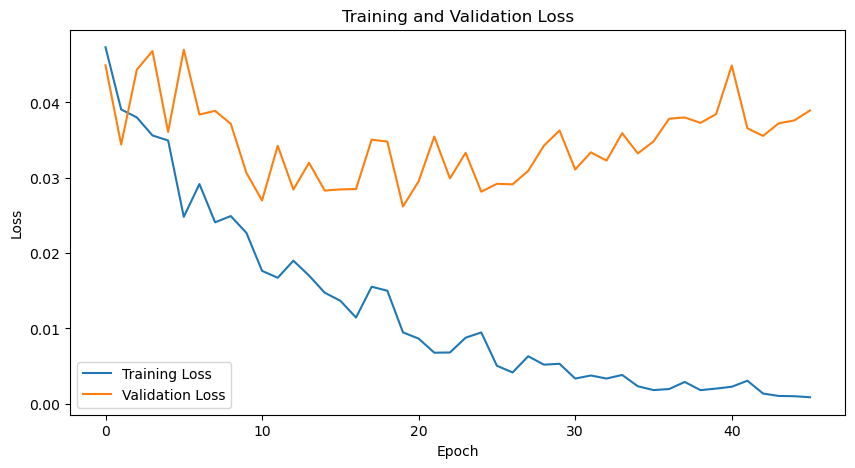 Training and Validation Loss
Loss
0.04
0.03
0.02
0.01
0.00
Training Loss
Validation Loss
0 10 20 30 40
Epoch